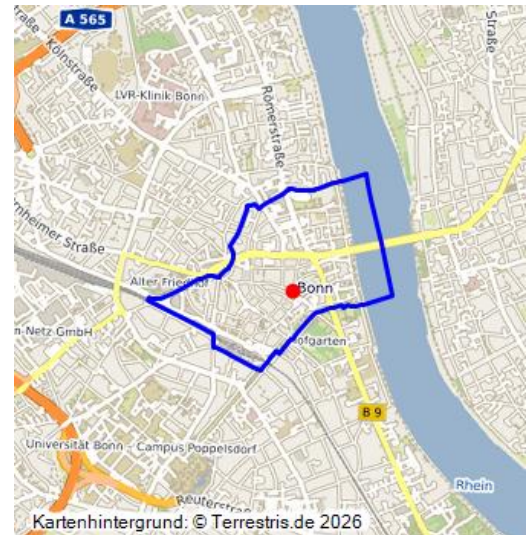 A 565
Kölnstraße
LVR-Klinik Bonn
Römerstraße
Straße
rnheimer Straße
Alter Friedhof
Bonn
n-Netz GmbH
ofgarten
B 9
Universität Bonn - Campus Poppelsdorf
Rhein
Reuterstraß
Kartenhintergrund: © Terrestris.de 2026